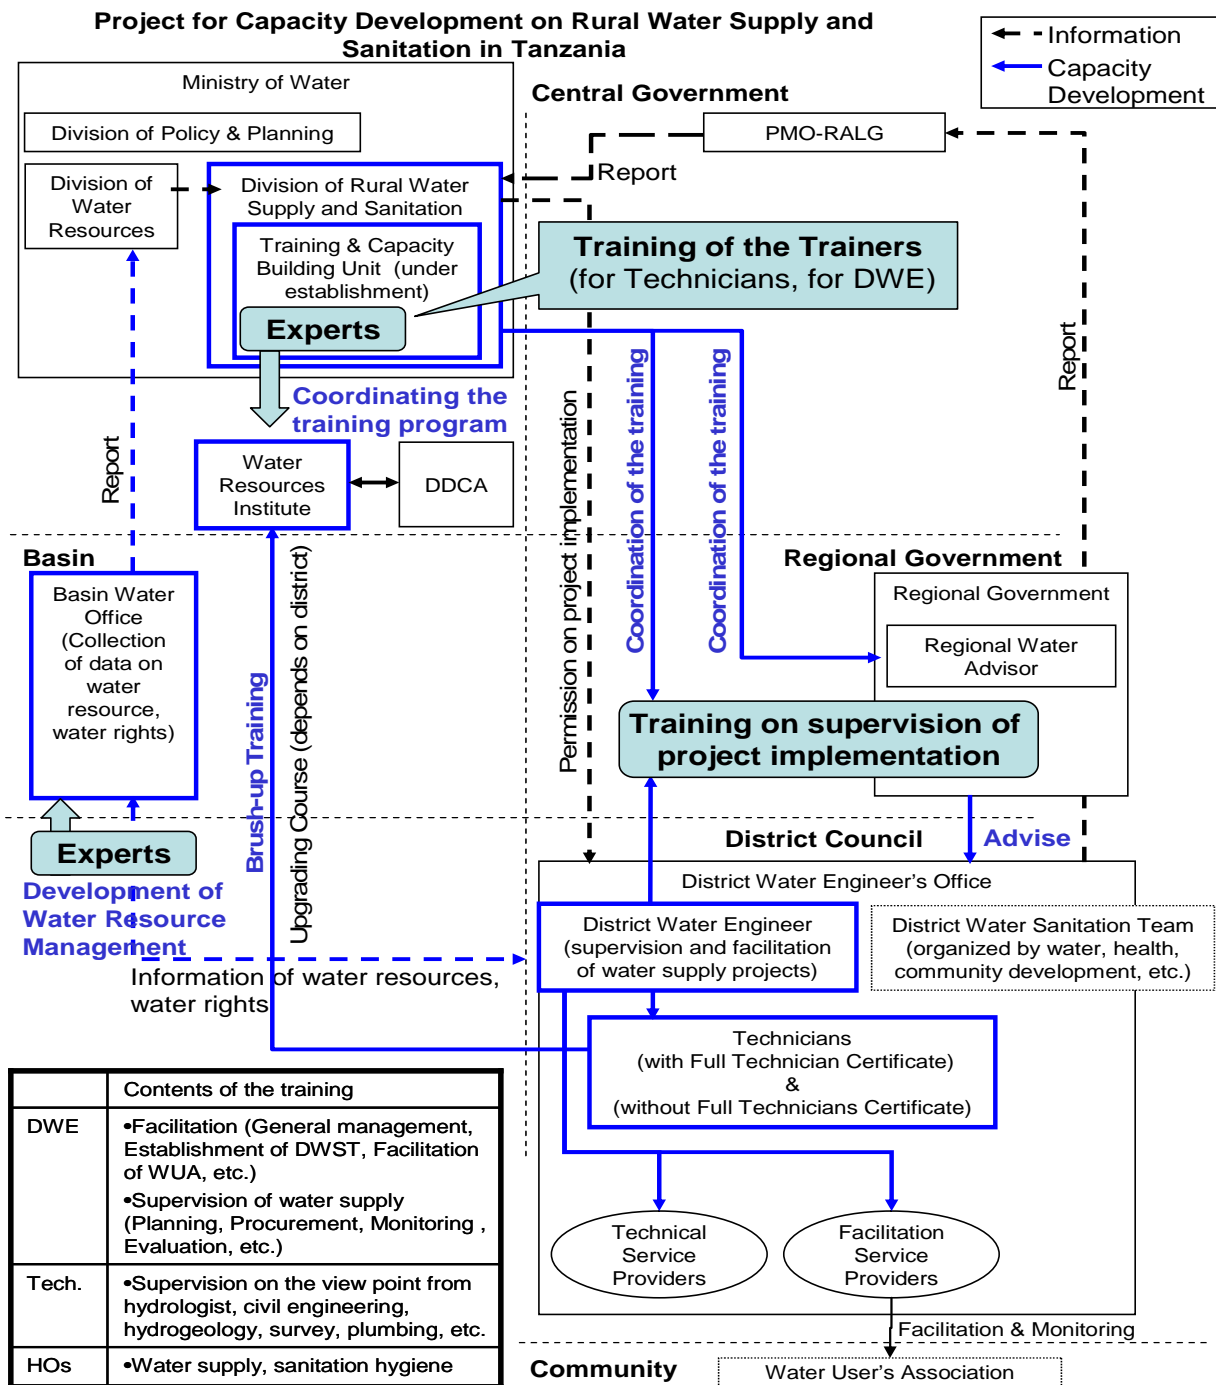 Project for Capacity Development on Rural Water Supply and
Sanitation in Tanzania
Information
Capacity
Development
Ministry of Water
Central Government
Division of Policy & Planning
PMO-RALG
Report
Division of
Water
Resources
Division of Rural Water
Supply and Sanitation
Training & Capacity
Building Unit (under
establishment)
Experts
Training of the Trainers
(for Technicians, for DWE)
Coordinating the
training program
Report
Report
Water
Resources
Institute
DDCA
Permission on project implementation
Coordination of the training
Coordination of the training
Basin
Regional Government
Basin Water
Office
(Collection
of data on
water
resource,
water rights)
Regional Government
Regional Water
Advisor
Brush-up Training
Upgrading Course (depends on district)
Training on supervision of
project implementation
Experts
Development of
Water Resource
Management
District Council
Advise
District Water Engineer's Office
District Water Engineer
(supervision and facilitation
of water supply projects)
District Water Sanitation Team
(organized by water, health,
community development, etc.)
Information of water resources,
water rights
Technicians
(with Full Technician Certificate)
&
(without Full Technicians Certificate)
Technical
Service
Providers
Facilitation
Service
Providers
Contents of the training
DWE
•Facilitation (General management,
Establishment of DWST, Facilitation
of WUA, etc.)
•Supervision of water supply
(Planning, Procurement, Monitoring ,
Evaluation, etc.)
Tech.
•Supervision on the view point from
hydrologist, civil engineering,
hydrogeology, survey, plumbing, etc.
HOs
•Water supply, sanitation hygiene
Facilitation & Monitoring
Community
Water User's Association